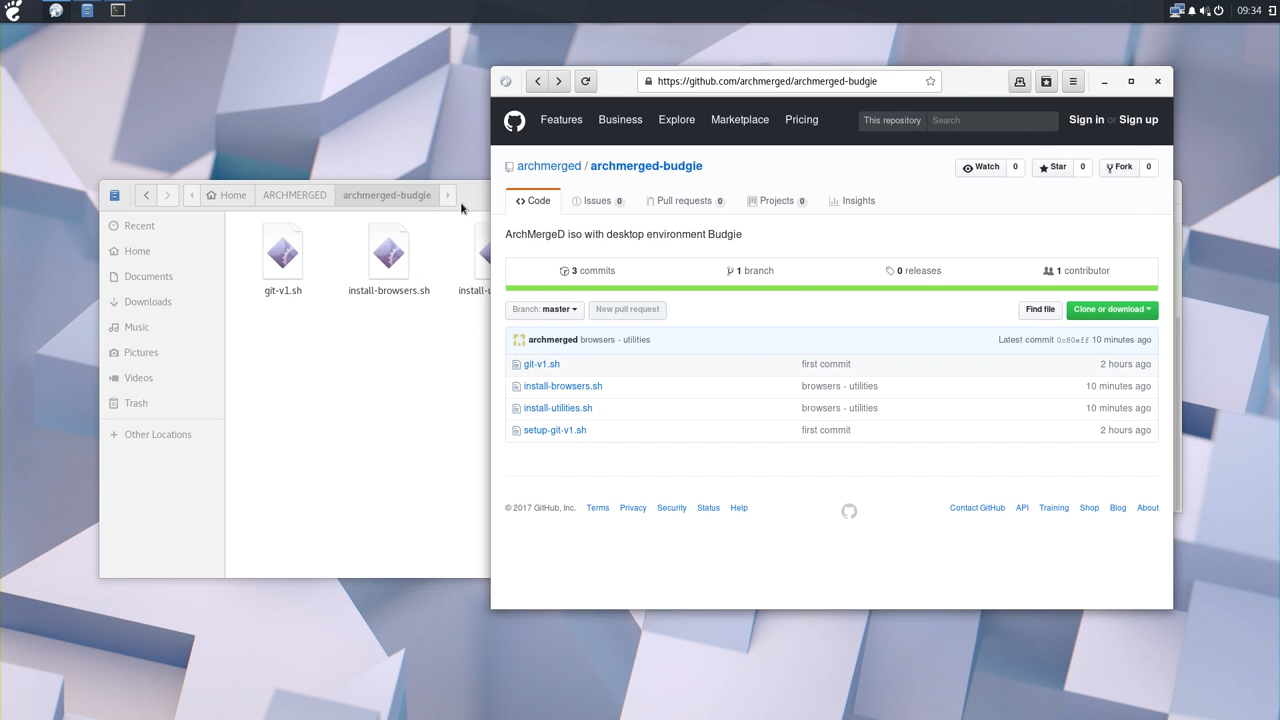 09:34
Home ARCHMERGED archmerged-budgie
Recent
Home
Documents
Downloads
Music
Pictures
Videos
Trash
Other Locations
git-v1.sh install-browsers.sh install-u
https://github.com/archmerged/archmerged-budgie
Features Business Explore Marketplace Pricing This repository Search Sign in or Sign up
archmerged / archmerged-budgie Watch 0 Star 0 Fork 0
Code Issues 0 Pull requests 0 Projects 0 Insights
ArchMergeD iso with desktop environment Budgie
3 commits 1 branch 0 releases 1 contributor
Branch: master New pull request Find file Clone or download
archmerged browsers - utilities Latest commit 0c80eff 10 minutes ago
git-v1.sh first commit 2 hours ago
install-browsers.sh browsers - utilities 10 minutes ago
install-utilities.sh browsers - utilities 10 minutes ago
setup-git-v1.sh first commit 2 hours ago
© 2017 GitHub, Inc. Terms Privacy Security Status Help Contact GitHub API Training Shop Blog About